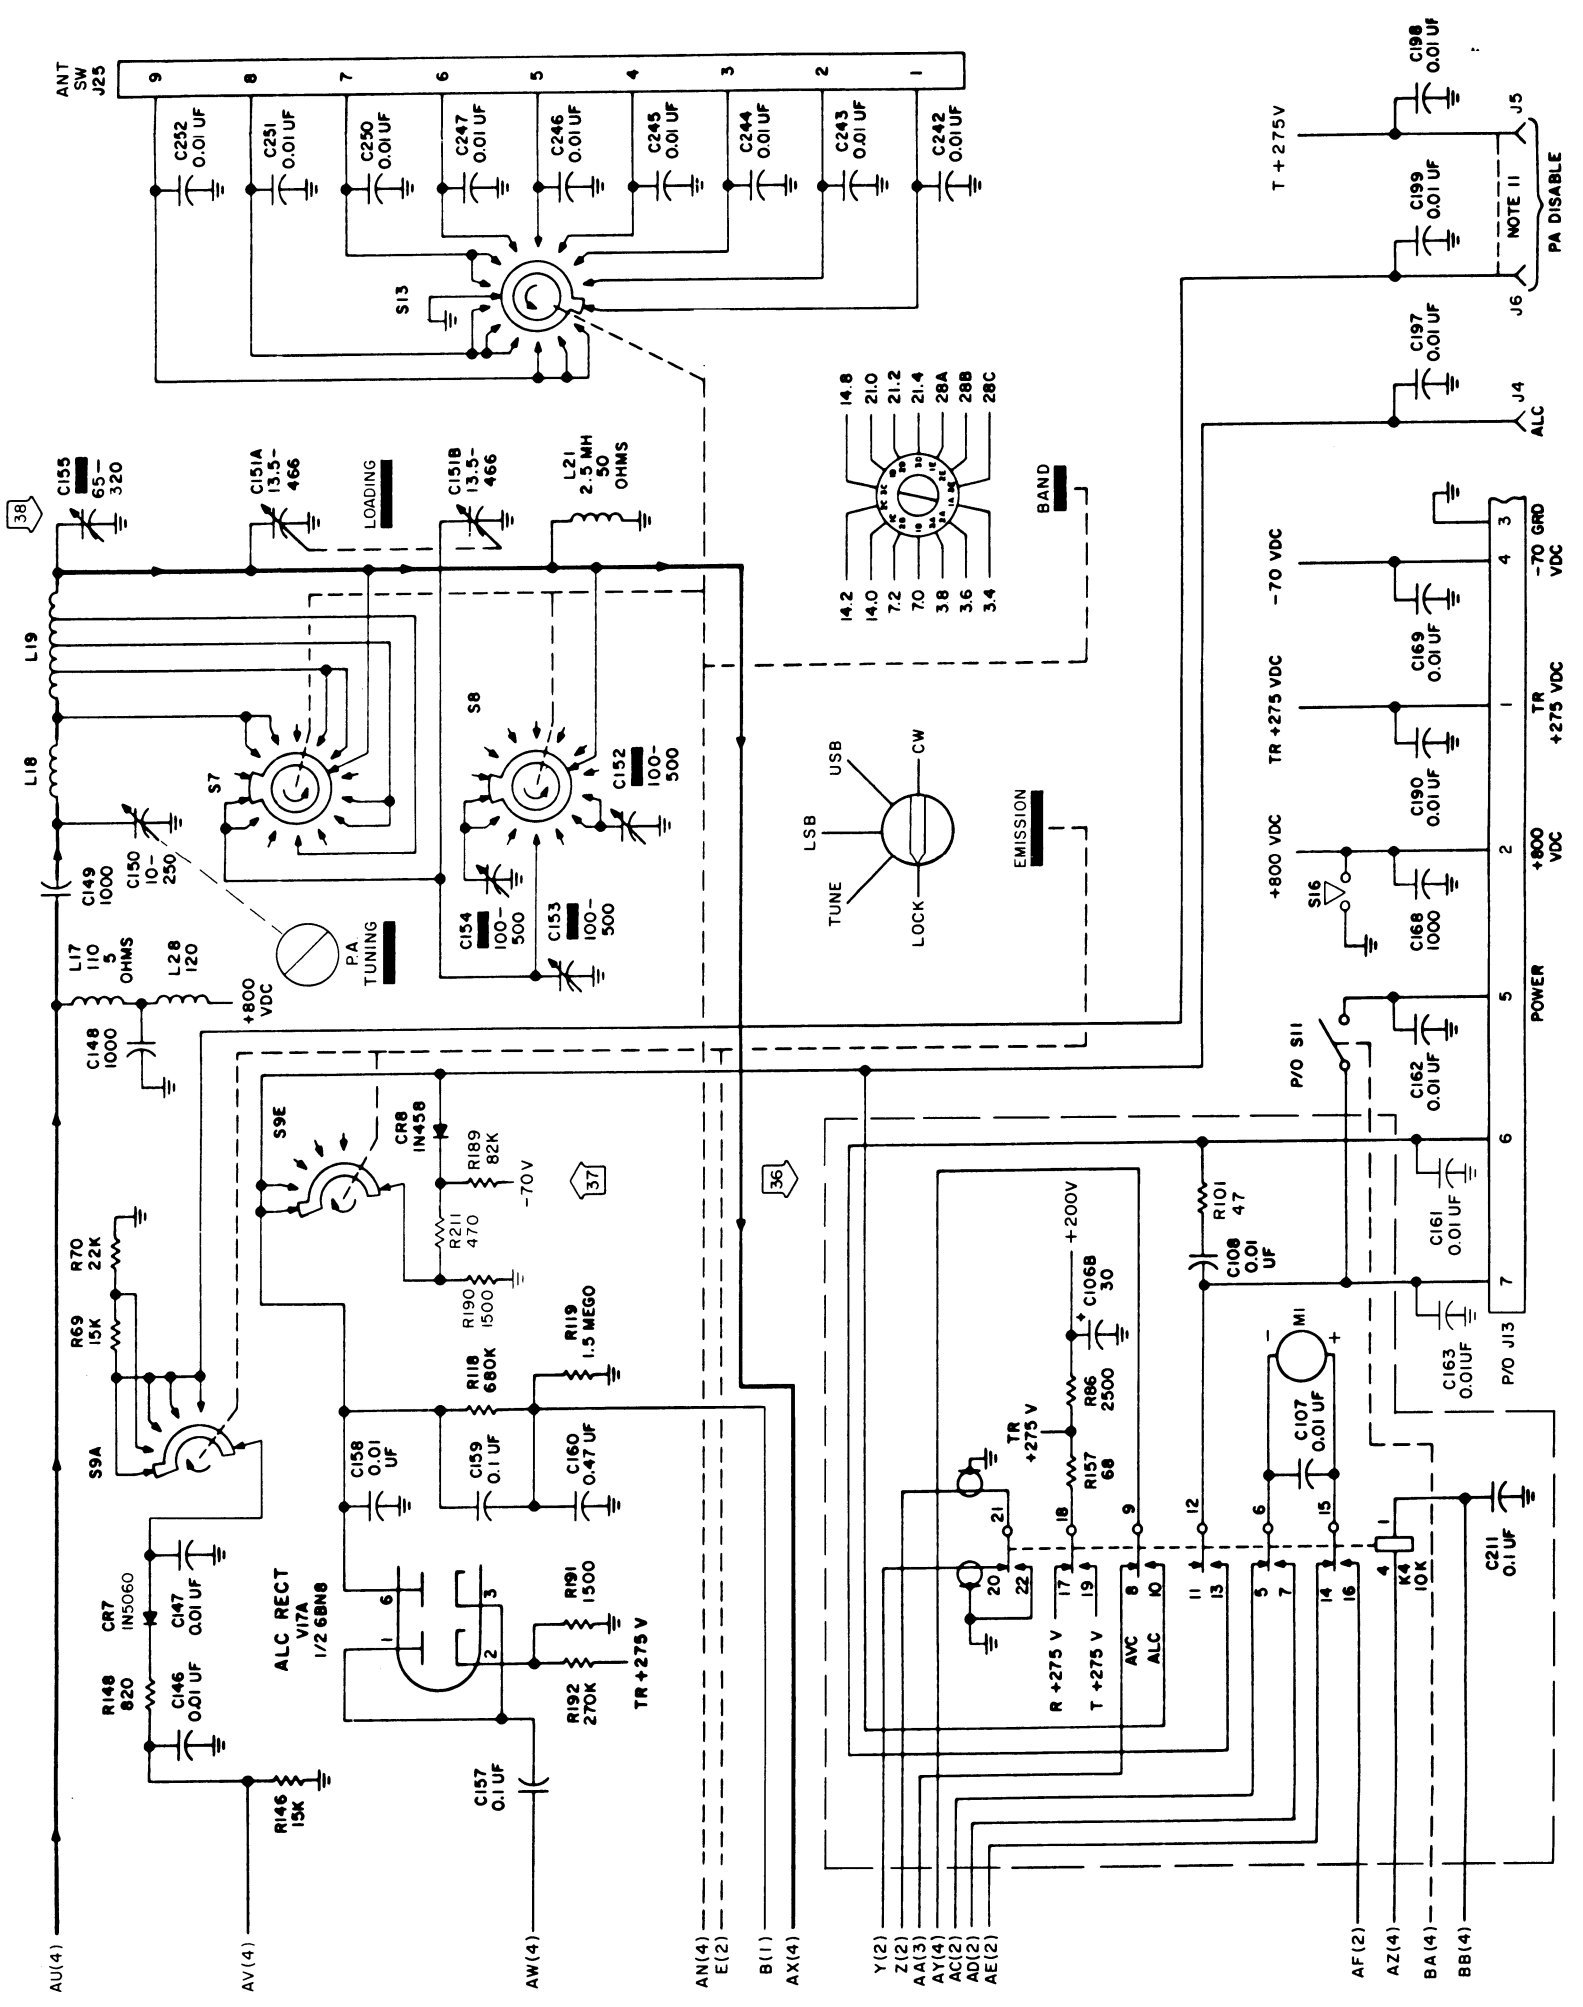 ANT
SW
J25
9
8
7
6
5
4
3
2
1
C252
0.01 UF
C251
0.01 UF
C250
0.01 UF
C247
0.01 UF
C246
0.01 UF
C245
0.01 UF
C244
0.01 UF
C243
0.01 UF
C242
0.01 UF
S13
T +275V
C198
0.01 UF
C199
0.01 UF
C197
0.01 UF
J5
NOTE 11
PA DISABLE
J6
J4
ALC
38
C155
65-
320
C151A
13.5-
466
LOADING
C151B
13.5-
466
L21
2.5 MH
50
OHMS
L19
L18
S7
S8
C149
1000
C150
10-
250
C152
100-
500
C154
100-
500
C153
100-
500
L17
110
5
OHMS
L28
120
+800
VDC
C148
1000
P.A.
TUNING
14.8
21.0
21.2
21.4
28A
28B
28C
14.2
14.0
7.2
7.0
3.8
3.6
3.4
BAND
TUNE
LSB
USB
CW
LOCK
EMISSION
-70 VDC
TR +275 VDC
+800 VDC
S16
C169
0.01 UF
C190
0.01 UF
C168
1000
C162
0.01 UF
P/O S11
3
4
1
2
5
6
7
-70 GRD
VDC
TR
+275 VDC
+800
VDC
POWER
P/O J13
C161
0.01 UF
C163
0.01UF
R70
22K
R69
15K
S9A
S9E
CR8
1N458
R189
82K
-70V
R211
470
R190
1500
37
36
R118
680K
R119
1.5 MEGO
C158
0.01
UF
C159
0.1 UF
C160
0.47 UF
CR7
1N5060
C147
0.01 UF
R148
820
C146
0.01 UF
R146
15K
ALC RECT
V17A
1/2 6BN8
6
1
3
2
R191
1500
R192
270K
TR +275 V
C157
0.1 UF
+200V
C106B
30
+
R86
2500
TR
+275 V
R157
68
R101
47
C108
0.01
UF
M1
-
+
C107
0.01 UF
21
18
9
12
6
15
1
20
22
17
19
8
10
11
13
5
7
14
16
4
R +275 V
T +275 V
AVC
ALC
K4
10K
C211
0.1 UF
AU(4)
AV(4)
AW(4)
AN(4)
E(2)
B(1)
AX(4)
Y(2)
Z(2)
AA(3)
AY(4)
AC(2)
AD(2)
AE(2)
AF(2)
AZ(4)
BA(4)
BB(4)